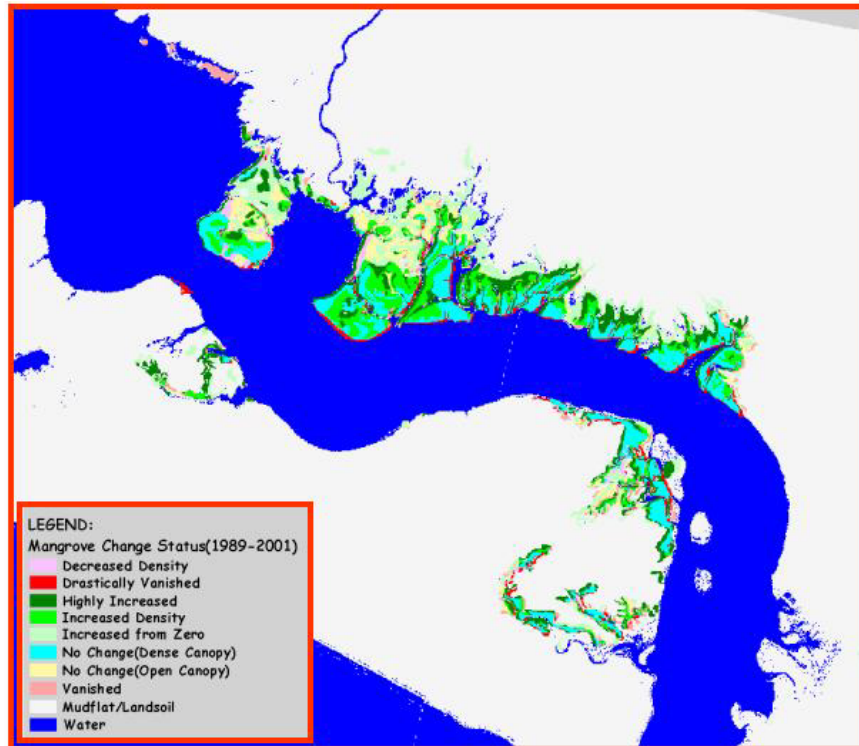 LEGEND:
Mangrove Change Status(1989-2001)
Decreased Density
Drastically Vanished
Highly Increased
Increased Density
Increased from Zero
No Change(Dense Canopy)
No Change(Open Canopy)
Vanished
Mudflat/Landsoil
Water